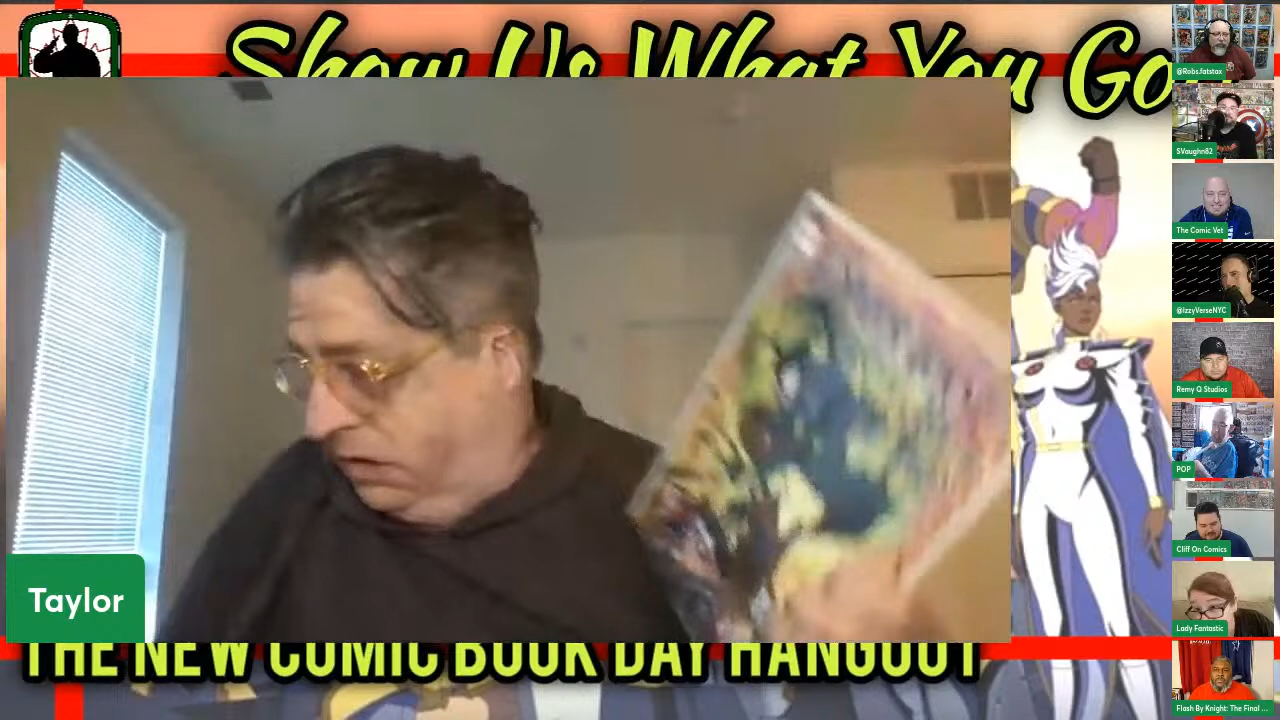 Show Us What You Go
@Robs.fatstax
SVaughn82
The Comic Vet
@IzzyVerseNYC
Remy Q Studios
POP
Cliff On Comics
Lady Fantastic
Flash By Knight: The Final ...
Taylor
THE NEW COMIC BOOK DAY HANGOUT